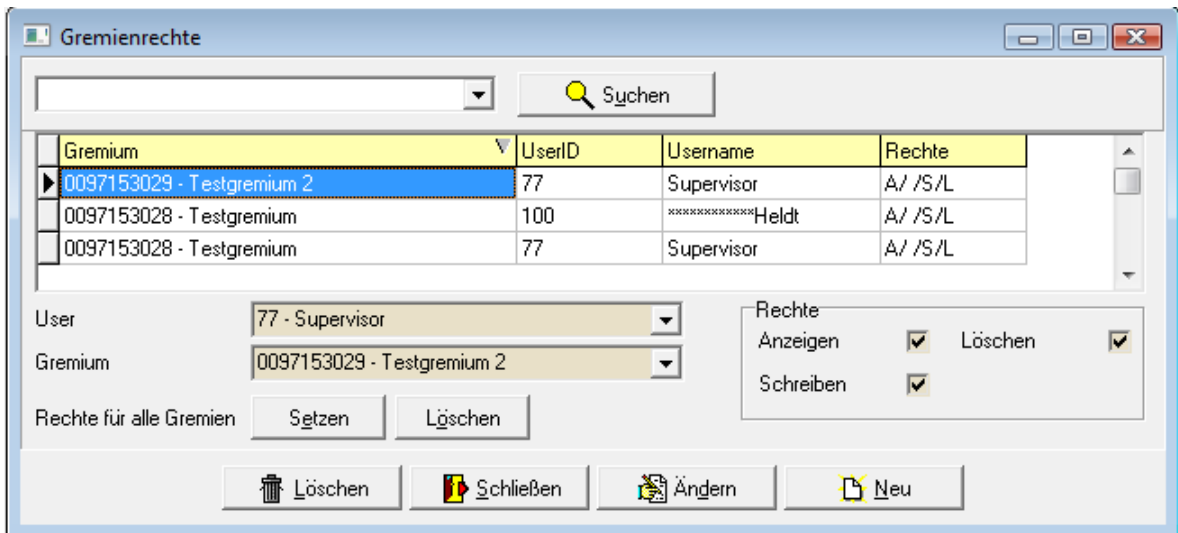 Gremienrechte
Suchen
Gremium UserID Username Rechte
0097153029 - Testgremium 2 77 Supervisor A/ /S/L
0097153028 - Testgremium 100 ************Heldt A/ /S/L
0097153028 - Testgremium 77 Supervisor A/ /S/L
User 77 - Supervisor
Gremium 0097153029 - Testgremium 2
Rechte für alle Gremien Setzen Löschen
Rechte
Anzeigen Löschen
Schreiben
Löschen Schließen Ändern Neu